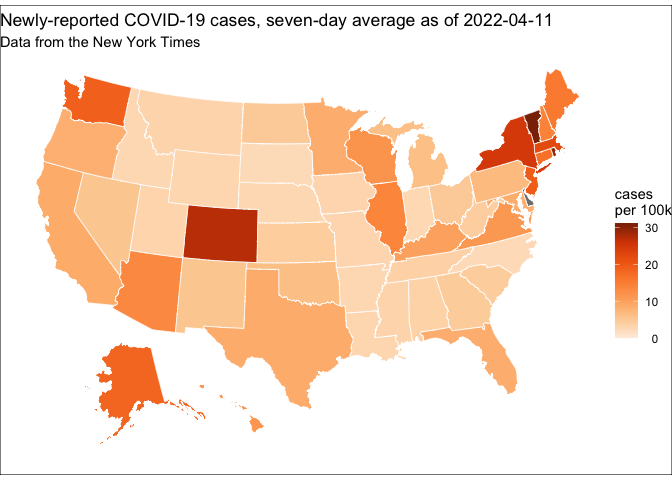 Newly-reported COVID-19 cases, seven-day average as of 2022-04-11
Data from the New York Times
cases
per 100k
30
20
10
0